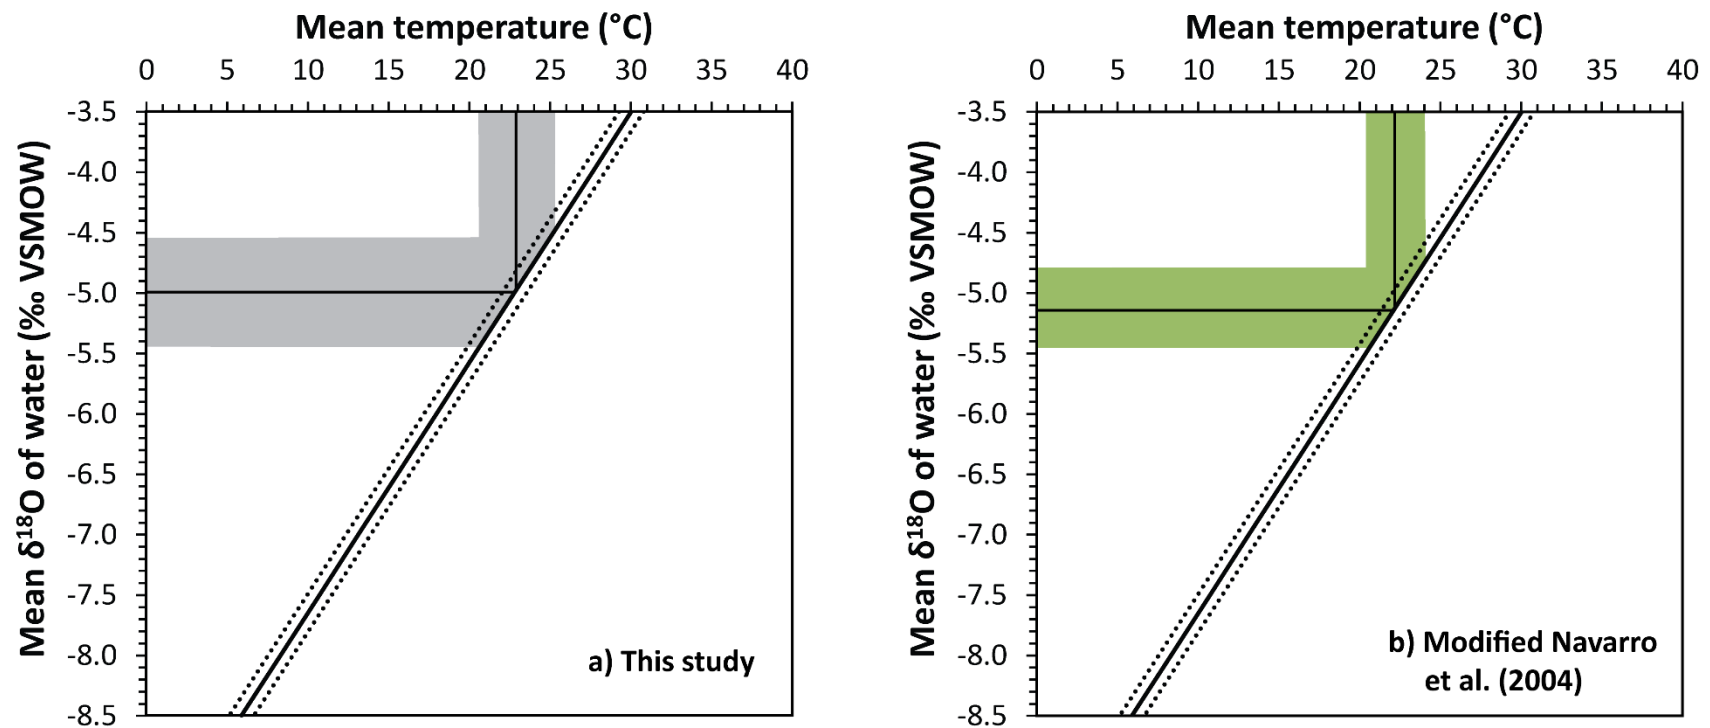 Mean temperature (°C)
0 5 10 15 20 25 30 35 40
Mean δ18O of water (‰ VSMOW)
-3.5
-4.0
-4.5
-5.0
-5.5
-6.0
-6.5
-7.0
-7.5
-8.0
-8.5
a) This study
Mean temperature (°C)
0 5 10 15 20 25 30 35 40
Mean δ18O of water (‰ VSMOW)
-3.5
-4.0
-4.5
-5.0
-5.5
-6.0
-6.5
-7.0
-7.5
-8.0
-8.5
b) Modified Navarro
et al. (2004)